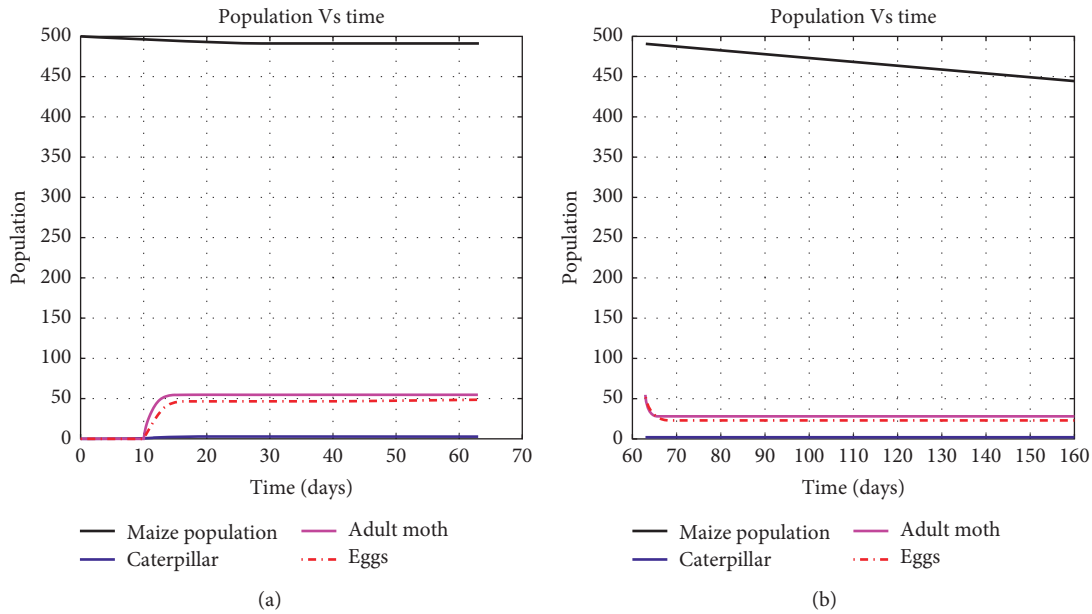 Population Vs time
500
450
400
350
300
250
200
150
100
50
0
Population
0 10 20 30 40 50 60 70
Time (days)
Maize population
Caterpillar
Adult moth
Eggs
(a)
Population Vs time
500
450
400
350
300
250
200
150
100
50
0
Population
60 70 80 90 100 110 120 130 140 150 160
Time (days)
Maize population
Caterpillar
Adult moth
Eggs
(b)